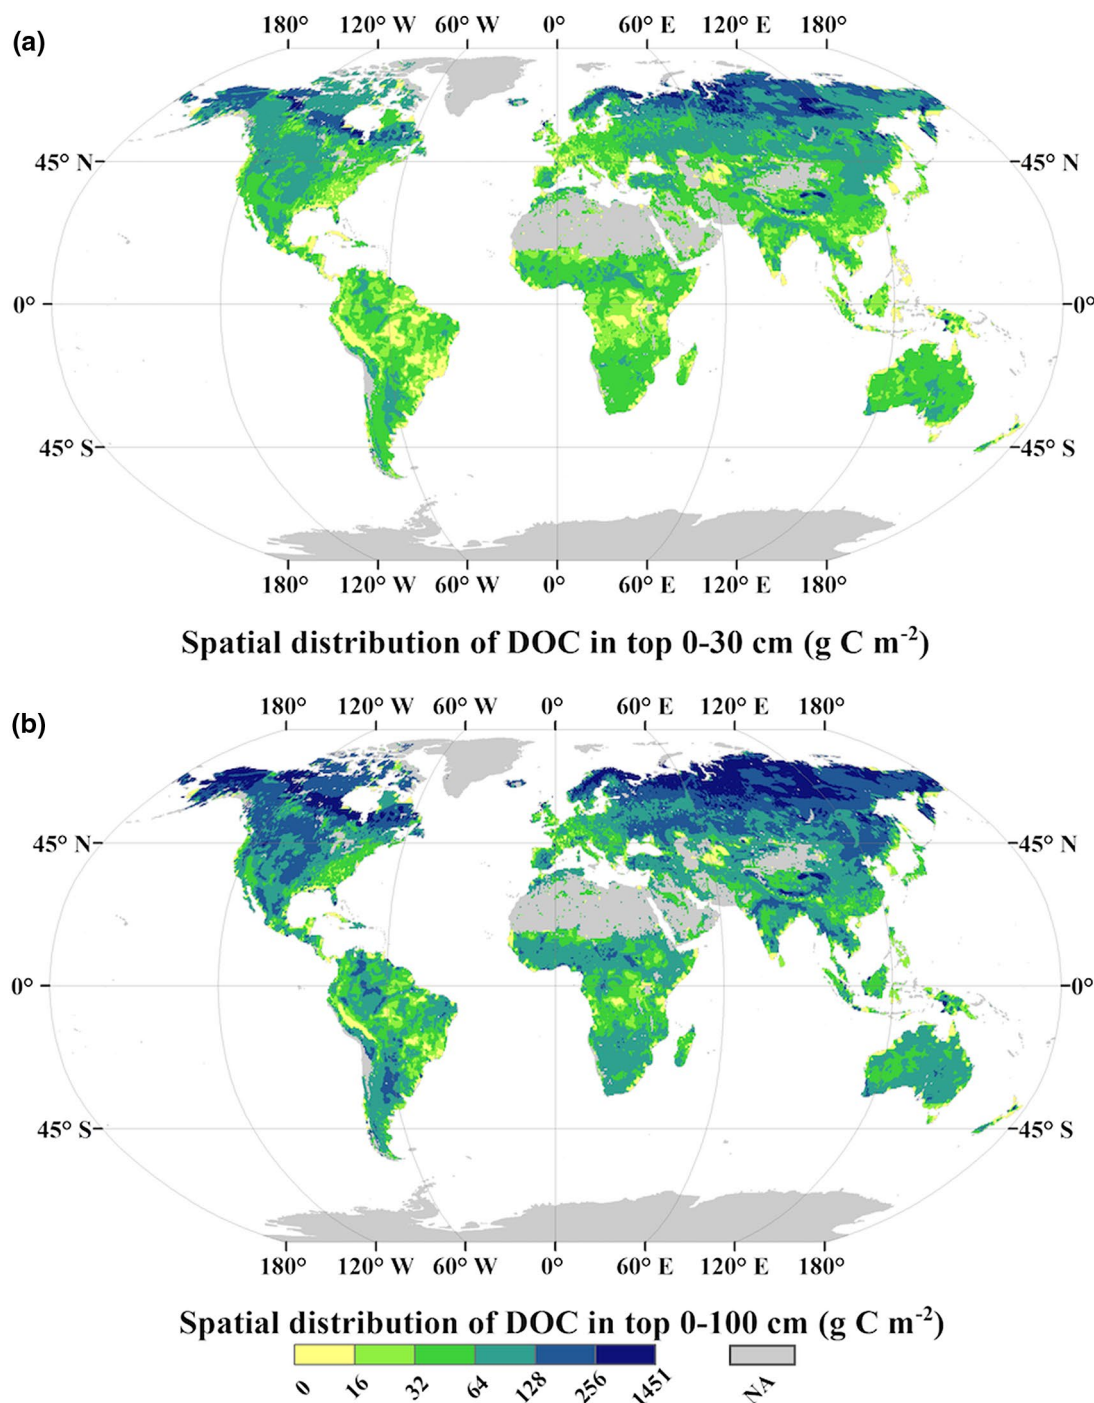 (a)
180° 120° W 60° W 0° 60° E 120° E 180°
45° N 45° N
0° 0°
45° S 45° S
180° 120° W 60° W 0° 60° E 120° E 180°
Spatial distribution of DOC in top 0-30 cm (g C m-2)
(b)
180° 120° W 60° W 0° 60° E 120° E 180°
45° N 45° N
0° 0°
45° S 45° S
180° 120° W 60° W 0° 60° E 120° E 180°
Spatial distribution of DOC in top 0-100 cm (g C m-2)
0 16 32 64 128 256 1451 NA